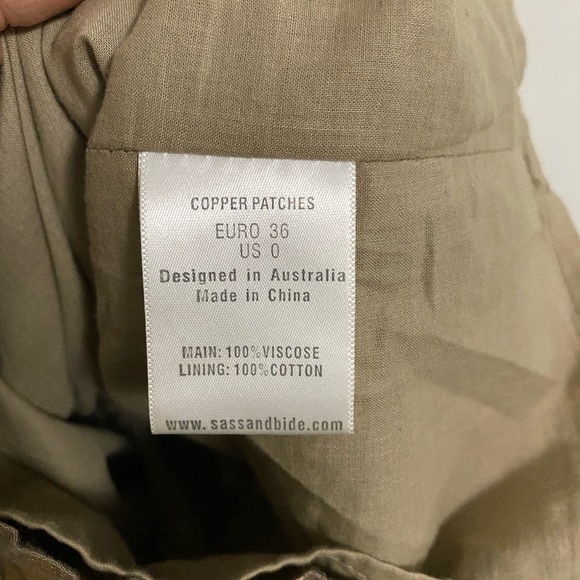 COPPER PATCHES
EURO 36
US 0
Designed in Australia
Made in China
MAIN: 100%VISCOSE
LINING: 100%COTTON
www.sassandbide.com